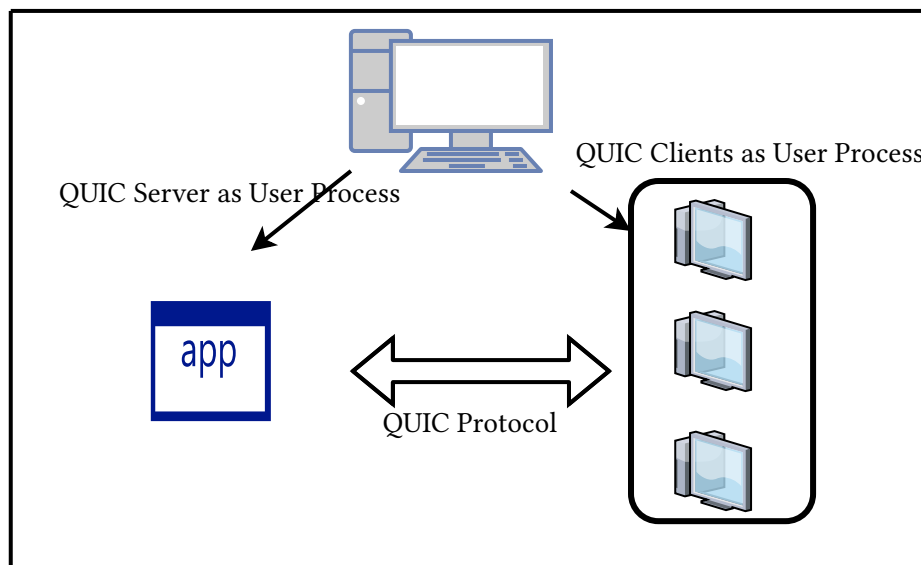 QUIC Clients as User Process
QUIC Server as User Process
app
QUIC Protocol